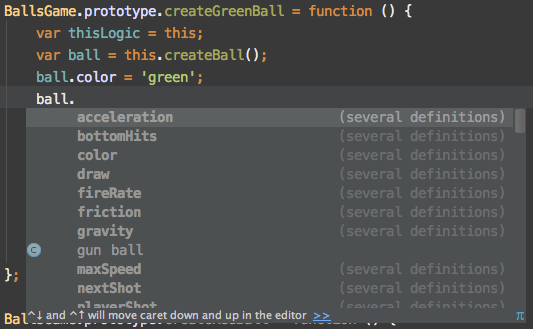 BallsGame.prototype.createGreenBall = function () {
var thisLogic = this;
var ball = this.createBall();
ball.color = 'green';
ball.
acceleration (several definitions)
bottomHits (several definitions)
color (several definitions)
draw (several definitions)
fireRate (several definitions)
friction (several definitions)
gravity (several definitions)
C gun ball
maxSpeed (several definitions)
nextShot (several definitions)
playerShot (several definitions)
};
^↓ and ^↑ will move caret down and up in the editor >> π